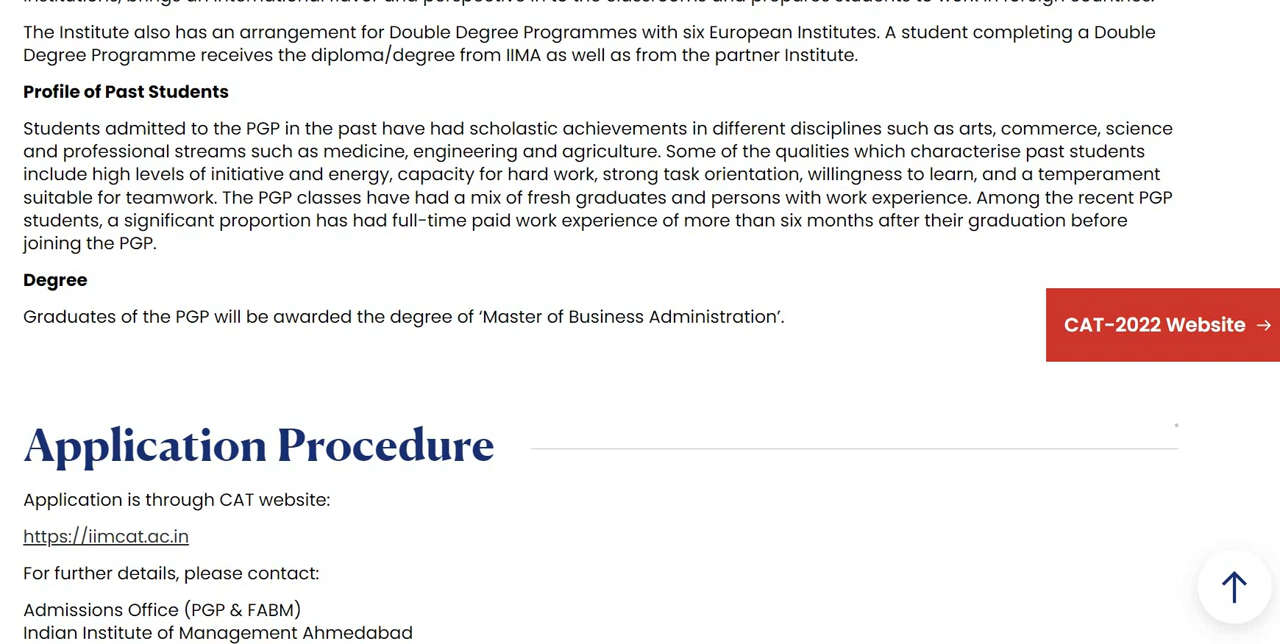 The Institute also has an arrangement for Double Degree Programmes with six European Institutes. A student completing a Double
Degree Programme receives the diploma/degree from IIMA as well as from the partner Institute.
Profile of Past Students
Students admitted to the PGP in the past have had scholastic achievements in different disciplines such as arts, commerce, science
and professional streams such as medicine, engineering and agriculture. Some of the qualities which characterise past students
include high levels of initiative and energy, capacity for hard work, strong task orientation, willingness to learn, and a temperament
suitable for teamwork. The PGP classes have had a mix of fresh graduates and persons with work experience. Among the recent PGP
students, a significant proportion has had full-time paid work experience of more than six months after their graduation before
joining the PGP.
Degree
Graduates of the PGP will be awarded the degree of ‘Master of Business Administration’.
CAT-2022 Website →
Application Procedure
Application is through CAT website:
https://iimcat.ac.in
For further details, please contact:
Admissions Office (PGP & FABM)
Indian Institute of Management Ahmedabad